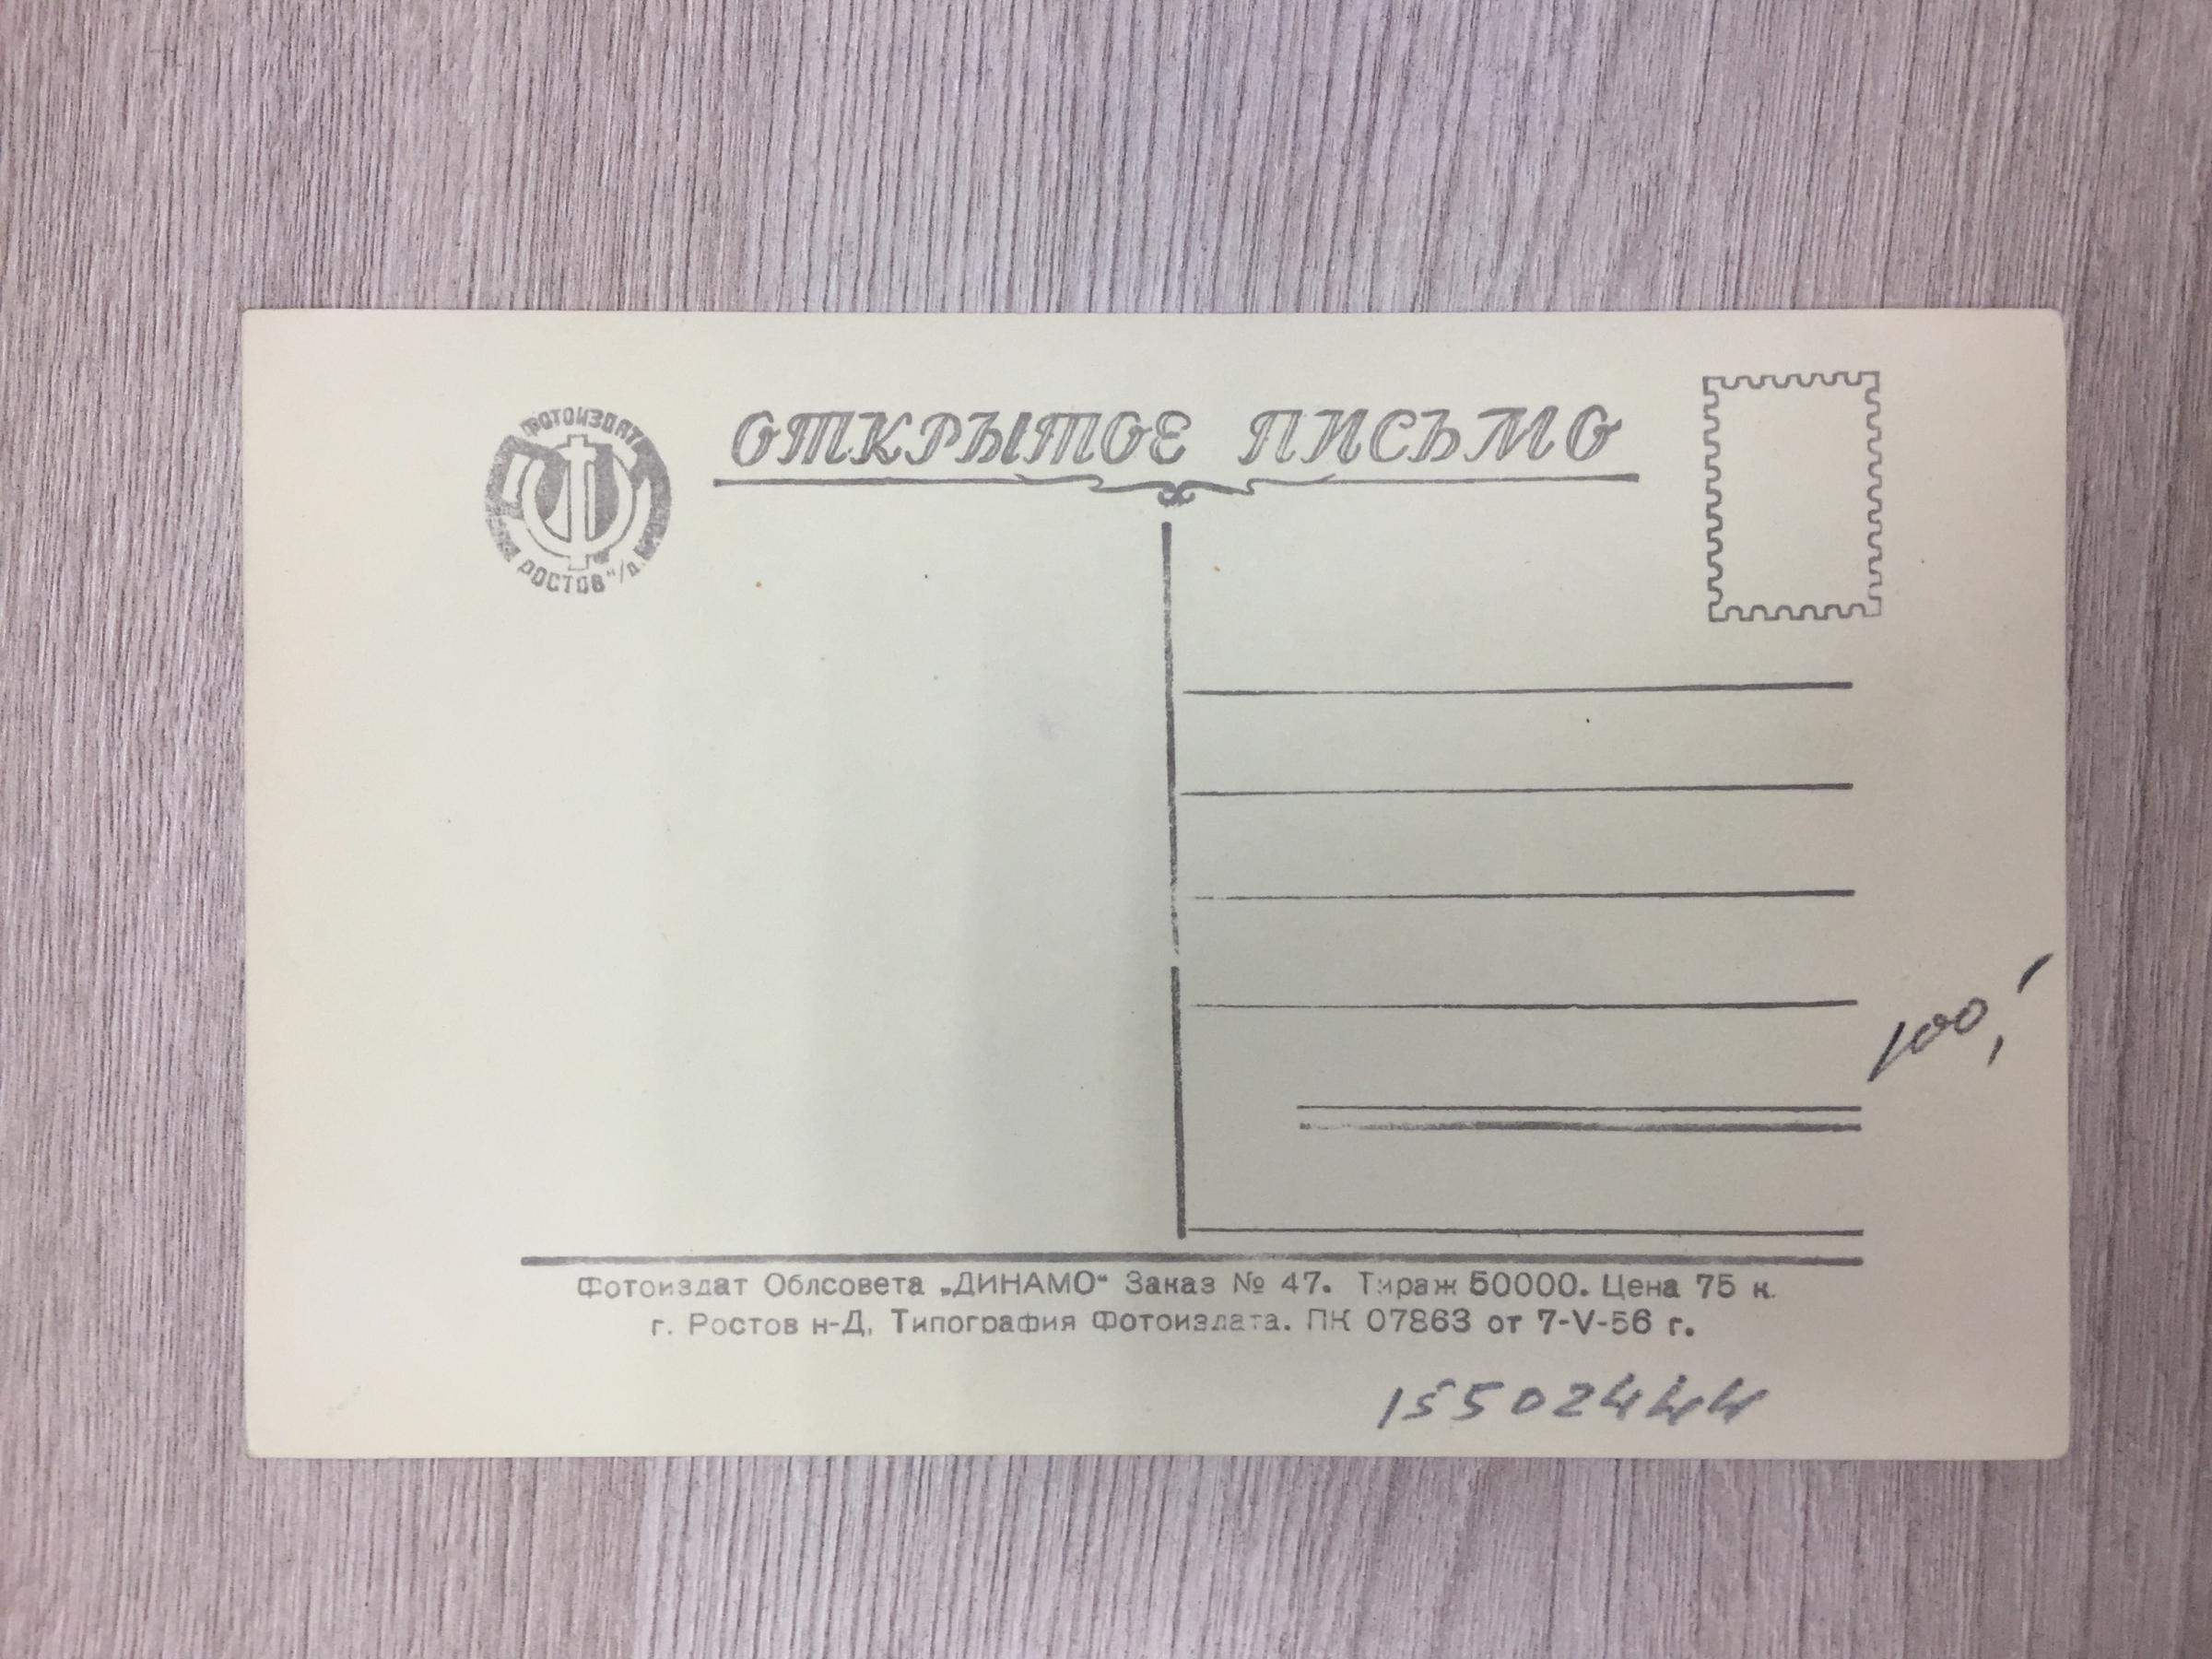 ФОТОИЗДАТ
РОСТОВ н/Д.
ОТКРЫТОЕ ПИСЬМО
100,
Фотоиздат Облсовета „ДИНАМО“ Заказ № 47. Тираж 50000. Цена 75 к.
г. Ростов н-Д, Типография Фотоиздата. ПК 07863 от 7-V-56 г.
15502444